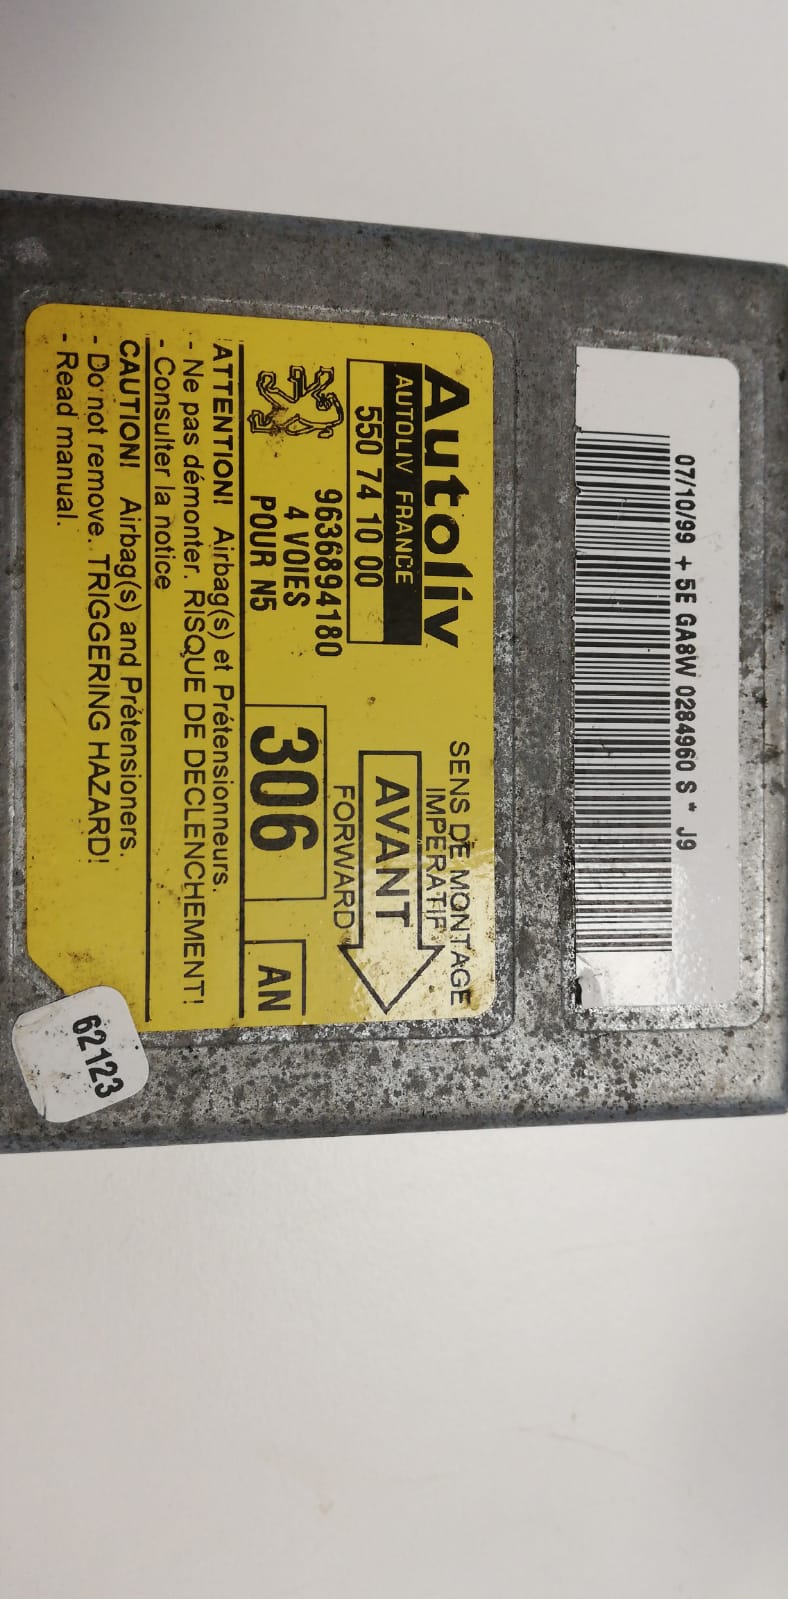 07/10/99 + 5E GA8W 0284960 S * J9
Autoliv
AUTOLIV FRANCE
550 74 10 00
9636894180
4 VOIES
POUR N5
SENS DE MONTAGE
IMPERATIF
AVANT
FORWARD
306
AN
ATTENTION! Airbag(s) et Prétensionneurs.
- Ne pas démonter. RISQUE DE DECLENCHEMENT!
- Consulter la notice
CAUTION! Airbag(s) and Prétensioners.
- Do not remove. TRIGGERING HAZARD!
- Read manual.
62123